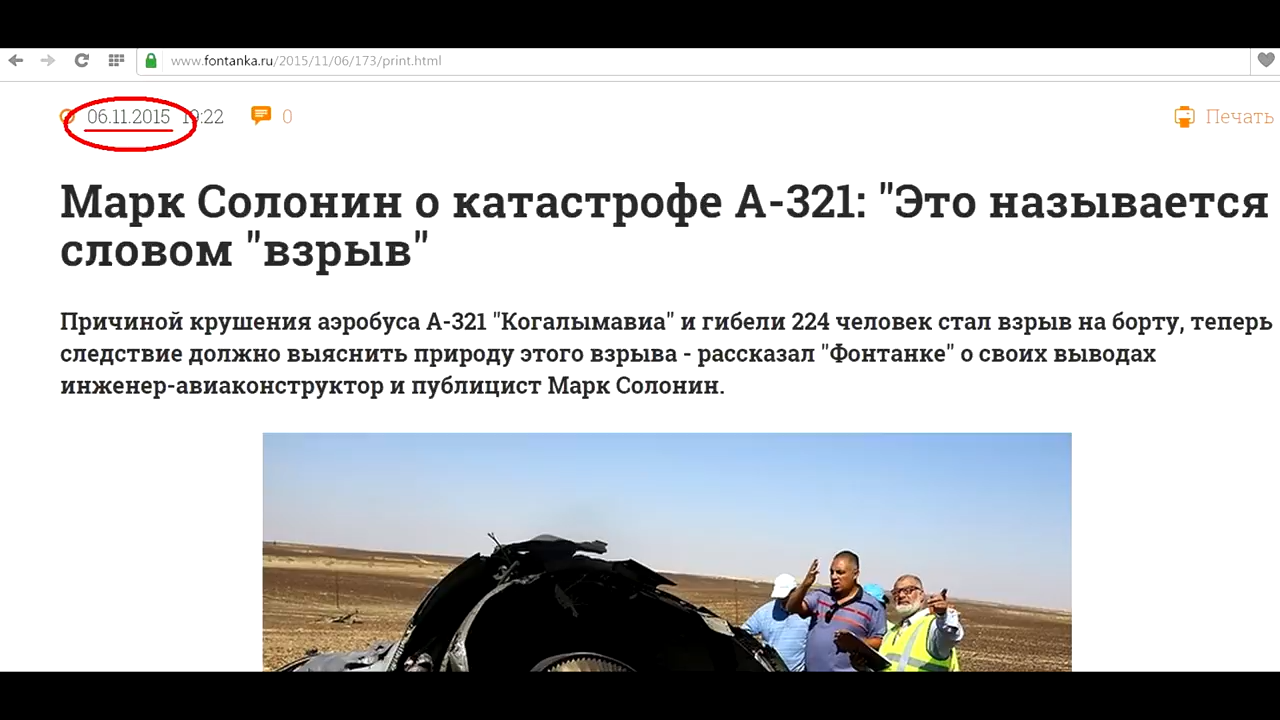 www.fontanka.ru/2015/11/06/173/print.html
06.11.2015 19:22 0 Печать
Марк Солонин о катастрофе А-321: "Это называется
словом "взрыв"
Причиной крушения аэробуса А-321 "Когалымавиа" и гибели 224 человек стал взрыв на борту, теперь
следствие должно выяснить природу этого взрыва - рассказал "Фонтанке" о своих выводах
инженер-авиаконструктор и публицист Марк Солонин.